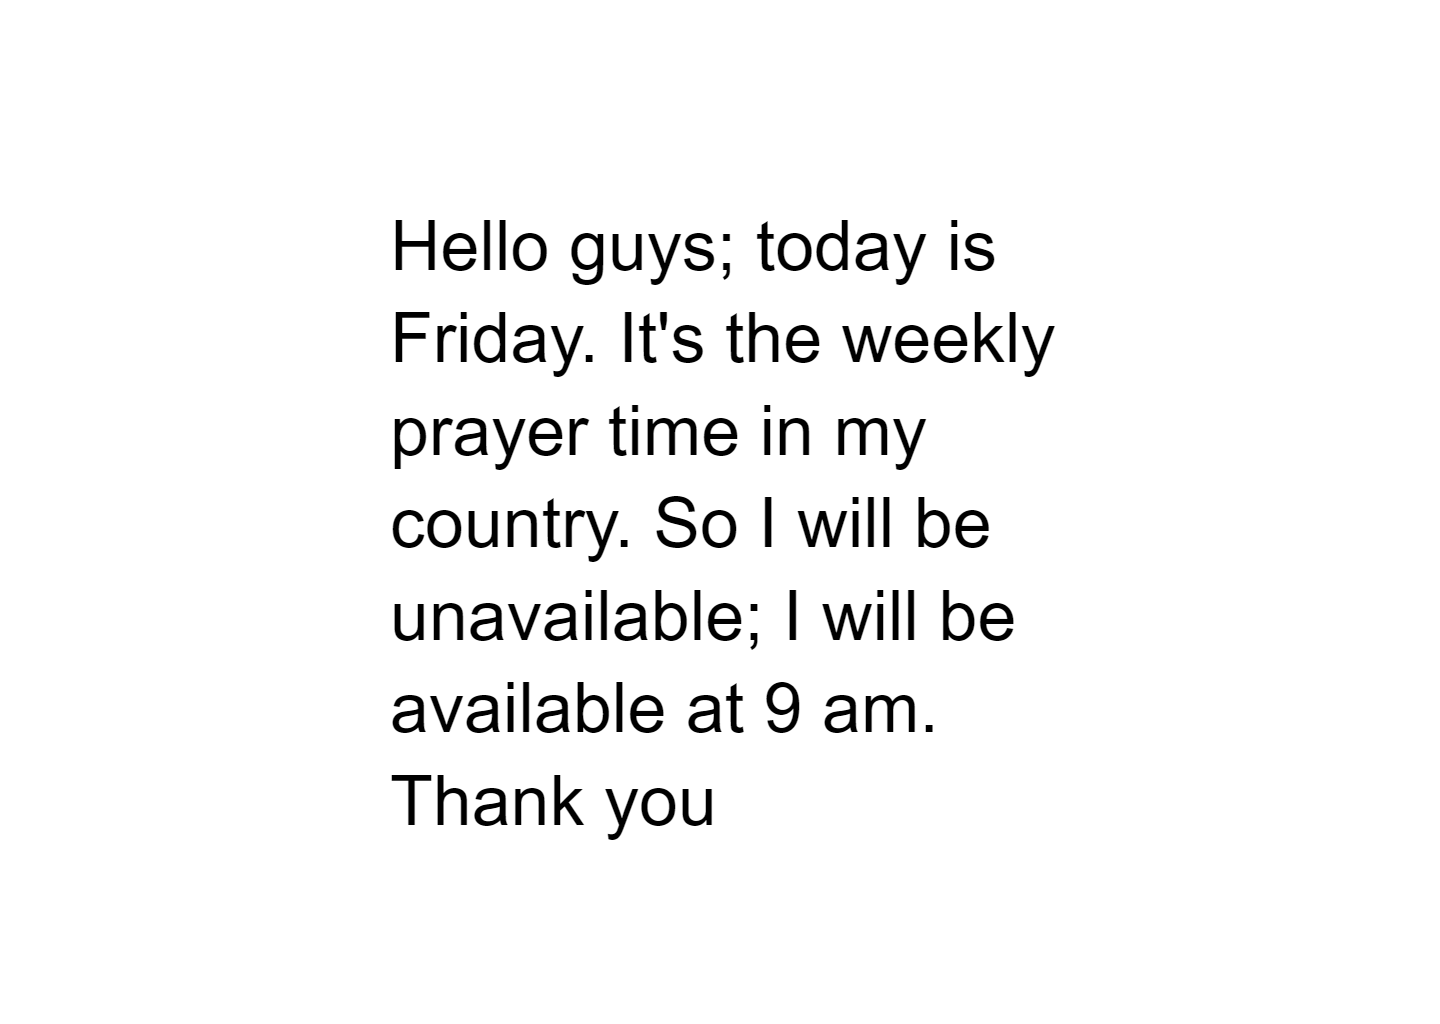 Hello guys; today is
Friday. It's the weekly
prayer time in my
country. So I will be
unavailable; I will be
available at 9 am.
Thank you